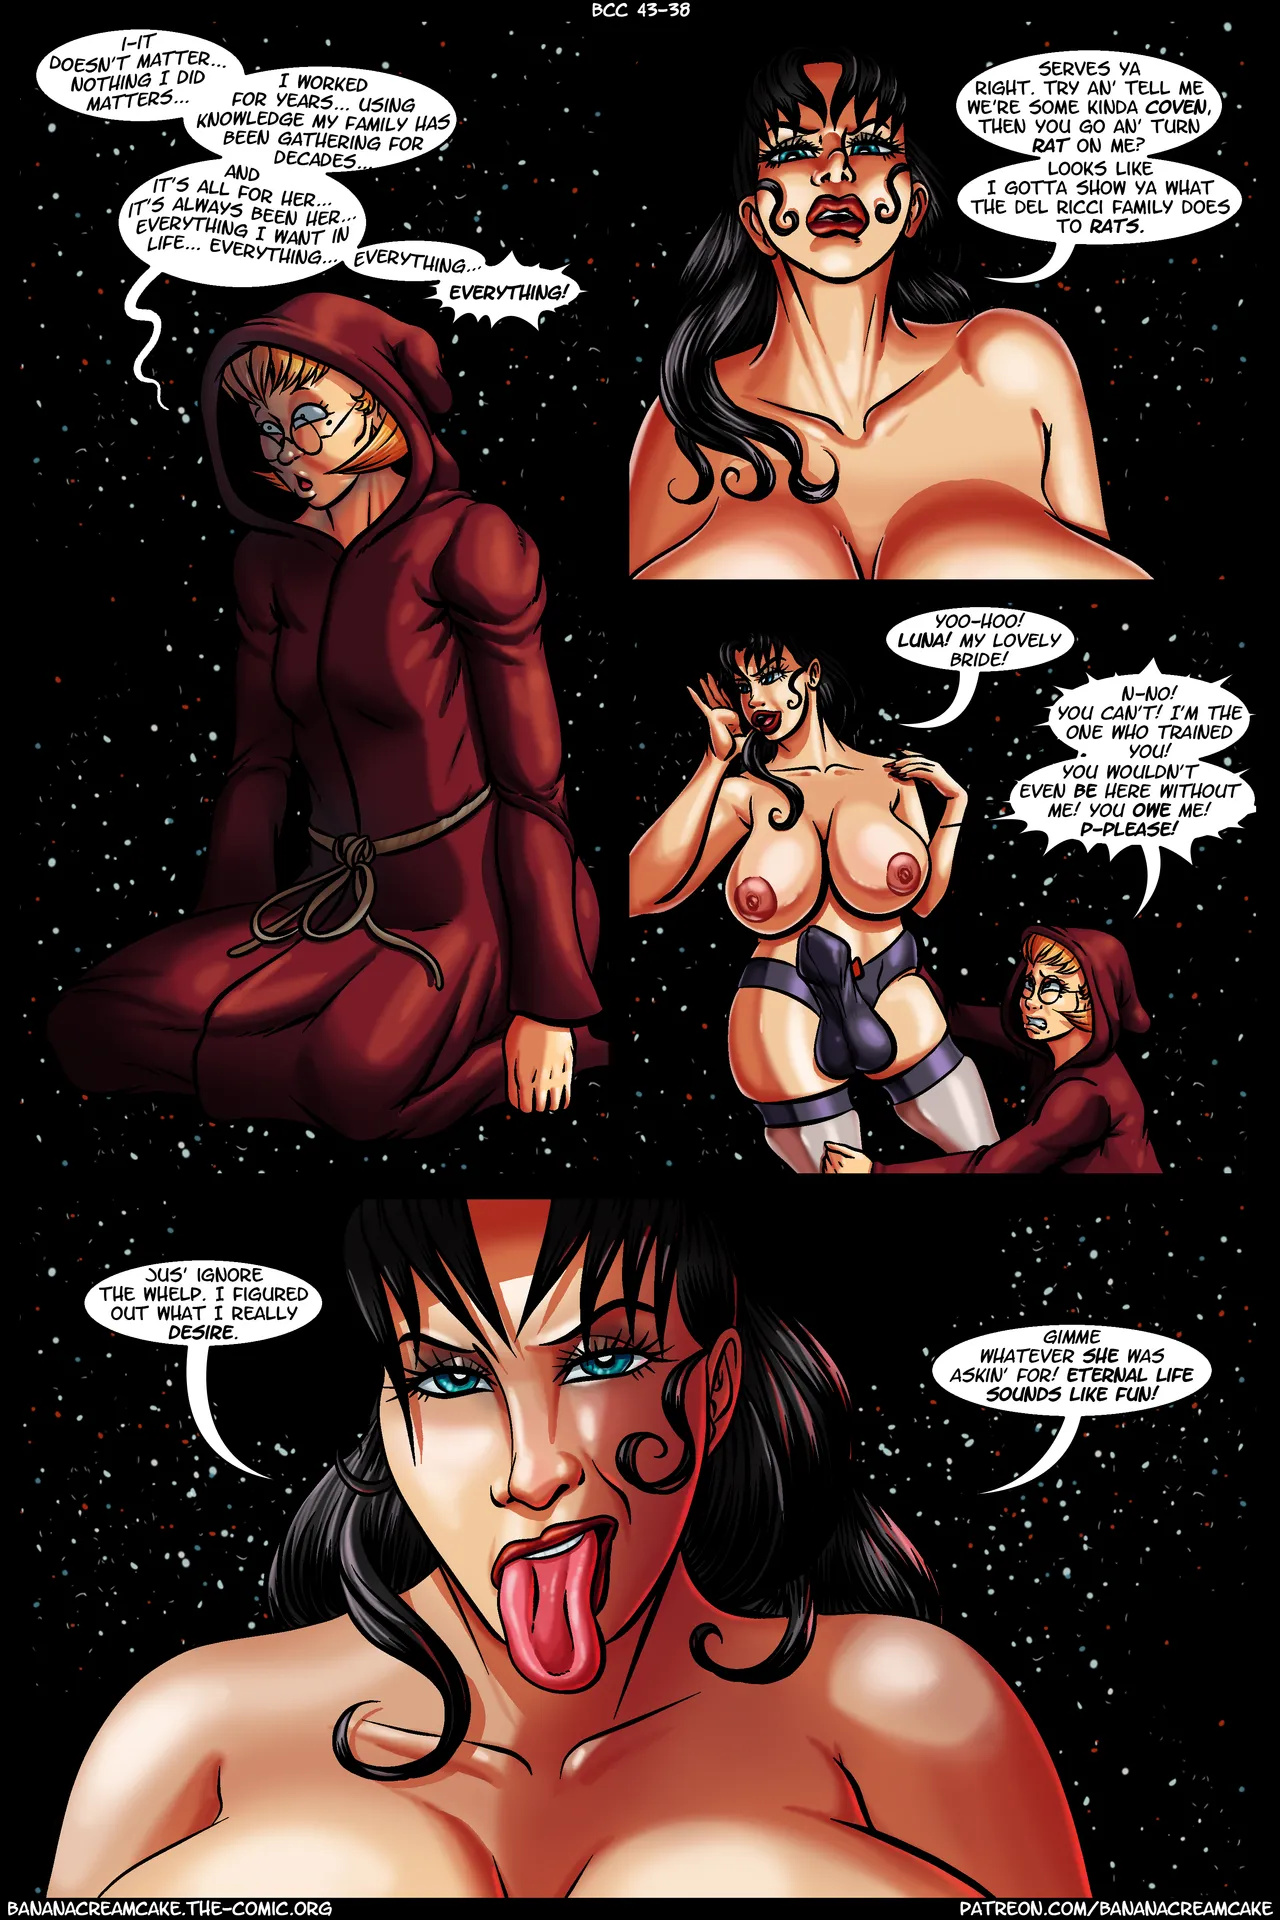 BCC 43-38
I-IT
DOESN'T MATTER...
NOTHING I DID
MATTERS...
I WORKED
FOR YEARS... USING
KNOWLEDGE MY FAMILY HAS
BEEN GATHERING FOR
DECADES...
AND
IT'S ALL FOR HER...
IT'S ALWAYS BEEN HER...
EVERYTHING I WANT IN
LIFE... EVERYTHING...
EVERYTHING...
EVERYTHING!
SERVES YA
RIGHT. TRY AN' TELL ME
WE'RE SOME KINDA COVEN,
THEN YOU GO AN' TURN
RAT ON ME?
LOOKS LIKE
I GOTTA SHOW YA WHAT
THE DEL RICCI FAMILY DOES
TO RATS.
YOO-HOO!
LUNA! MY LOVELY
BRIDE!
N-NO!
YOU CAN'T! I'M THE
ONE WHO TRAINED
YOU!
YOU WOULDN'T
EVEN BE HERE WITHOUT
ME! YOU OWE ME!
P-PLEASE!
JUS' IGNORE
THE WHELP. I FIGURED
OUT WHAT I REALLY
DESIRE.
GIMME
WHATEVER SHE WAS
ASKIN' FOR! ETERNAL LIFE
SOUNDS LIKE FUN!
BANANACREAMCAKE.THE-COMIC.ORG
PATREON.COM/BANANACREAMCAKE